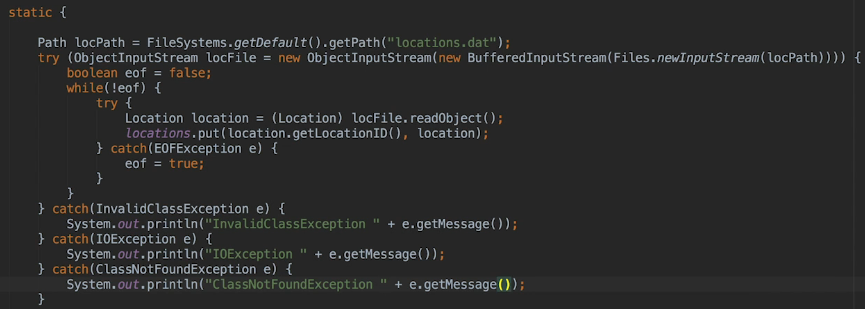 static {
Path locPath = FileSystems.getDefault().getPath("locations.dat");
try (ObjectInputStream locFile = new ObjectInputStream(new BufferedInputStream(Files.newInputStream(locPath)))) {
boolean eof = false;
while(!eof) {
try {
Location location = (Location) locFile.readObject();
locations.put(location.getLocationID(), location);
} catch(EOFException e) {
eof = true;
}
}
} catch(InvalidClassException e) {
System.out.println("InvalidClassException " + e.getMessage());
} catch(IOException e) {
System.out.println("IOException " + e.getMessage());
} catch(ClassNotFoundException e) {
System.out.println("ClassNotFoundException " + e.getMessage());
}